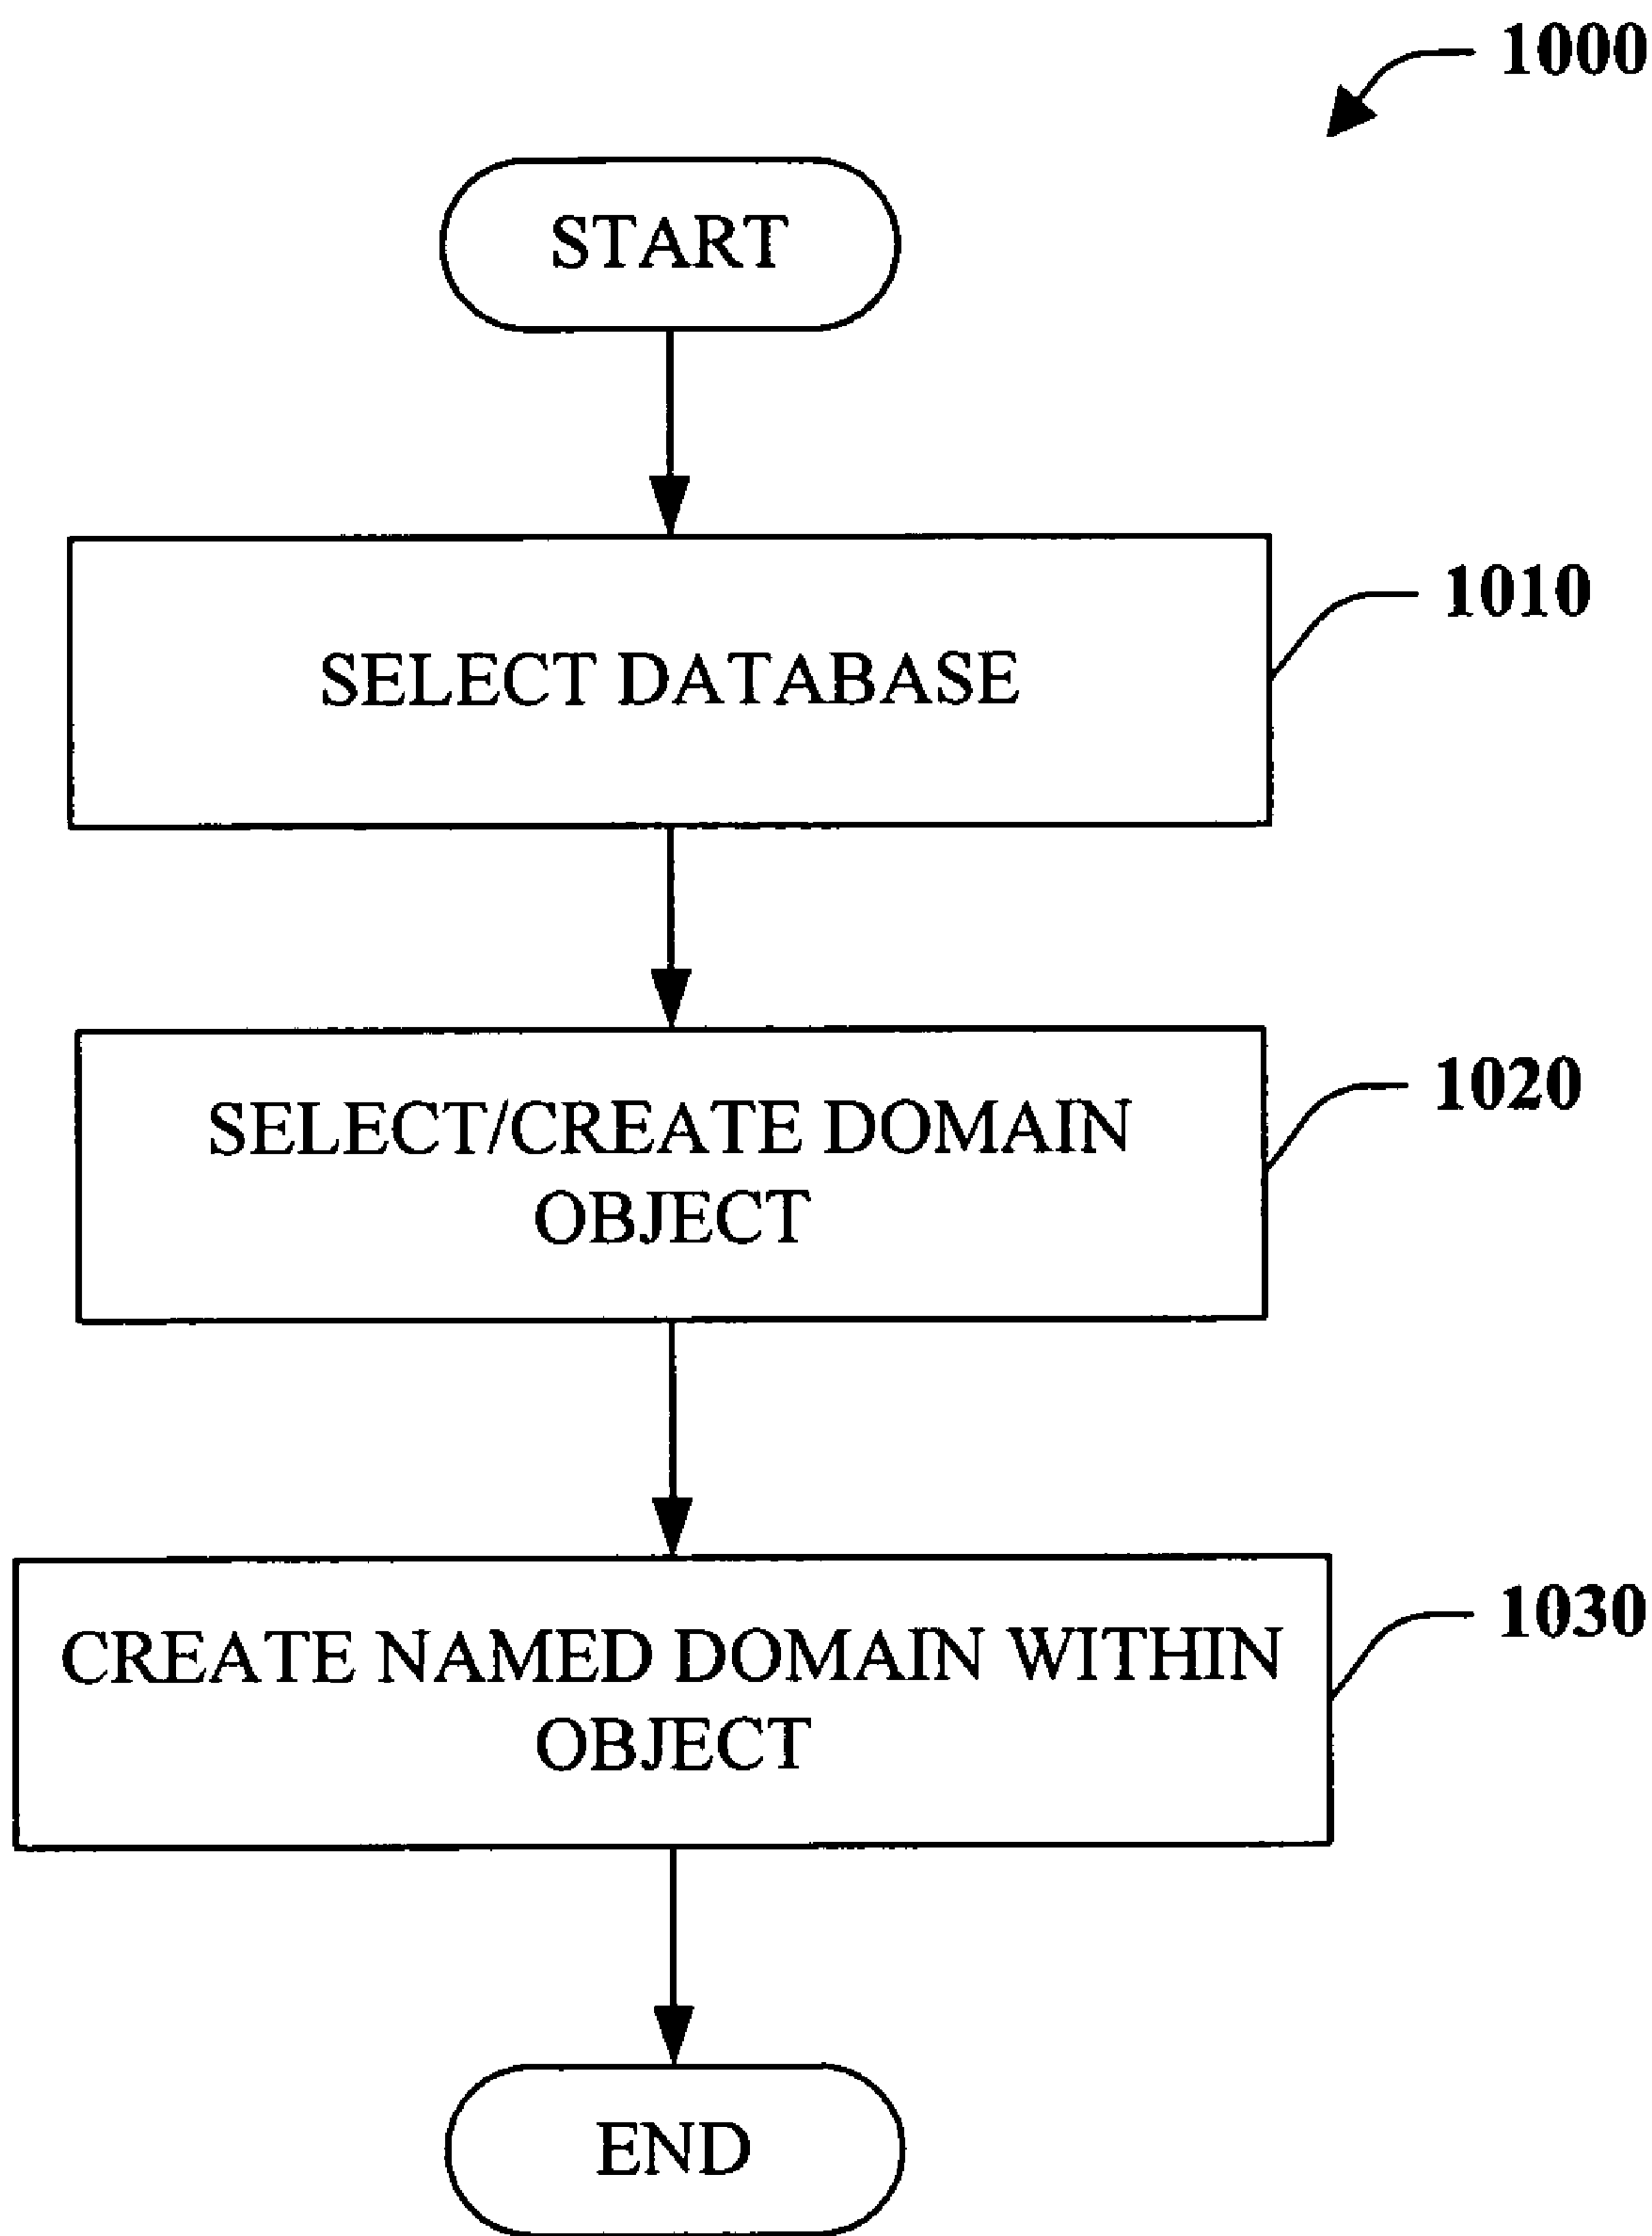 1000
START
SELECT DATABASE
1010
SELECT/CREATE DOMAIN
OBJECT
1020
CREATE NAMED DOMAIN WITHIN
OBJECT
1030
END